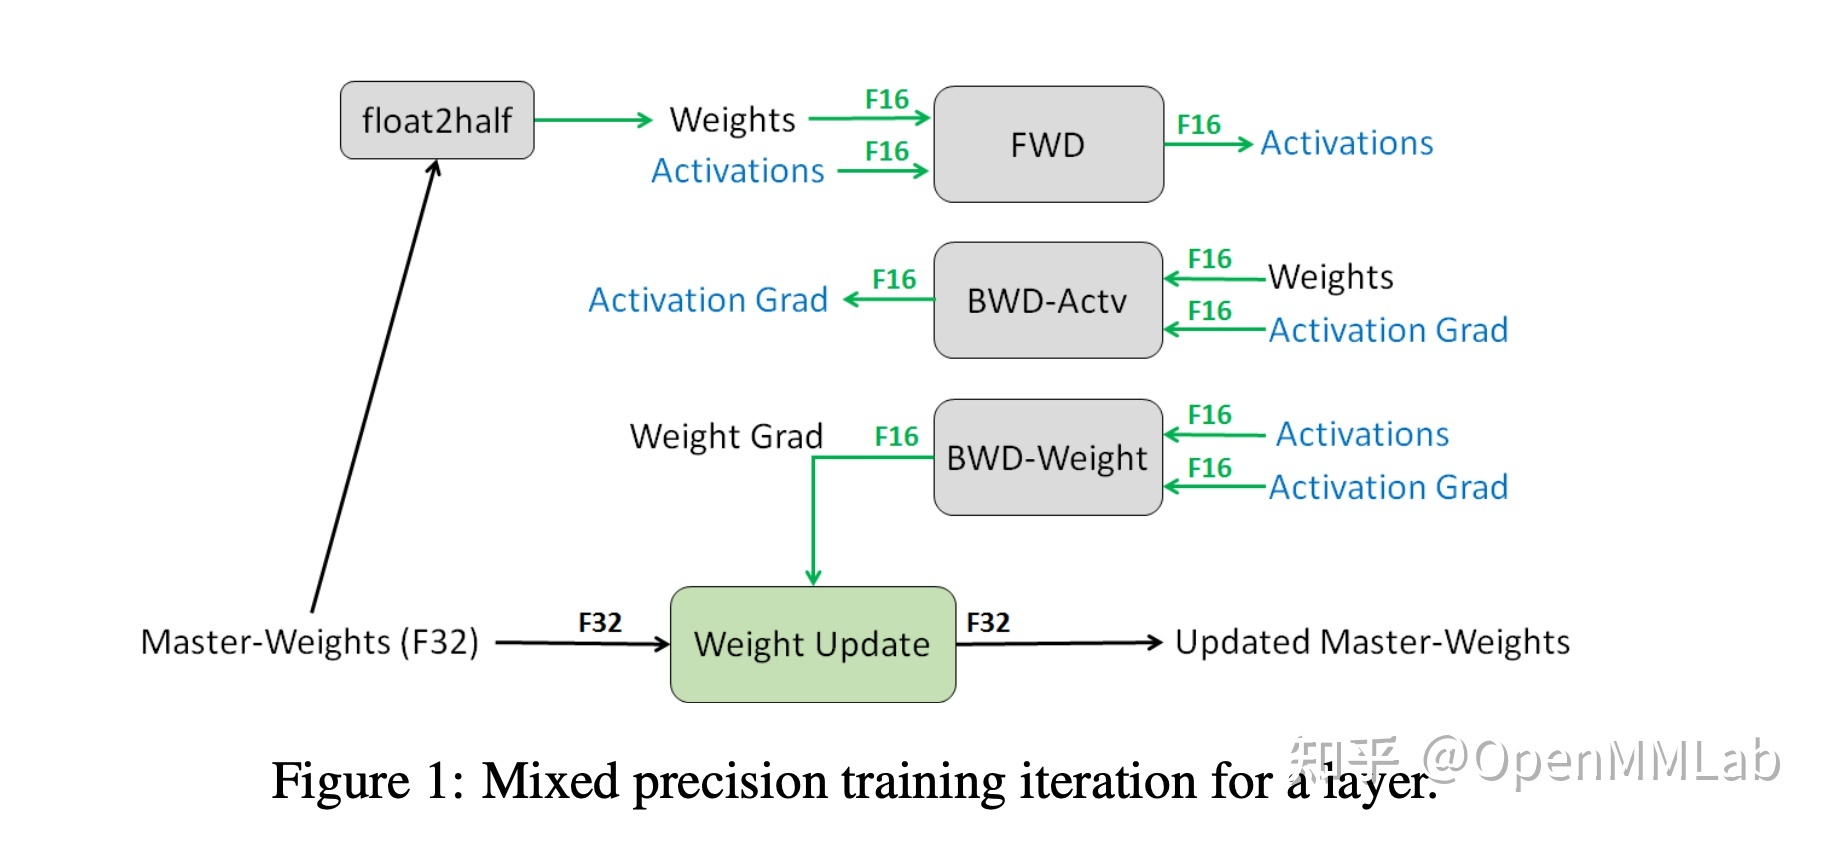 float2half
Weights
F16
Activations
F16
FWD
F16
Activations
Activation Grad
F16
BWD-Actv
F16
Weights
F16
Activation Grad
Weight Grad
F16
BWD-Weight
F16
Activations
F16
Activation Grad
Master-Weights (F32)
F32
Weight Update
F32
Updated Master-Weights
Figure 1: Mixed precision training iteration for a layer.
知乎 @OpenMMLab